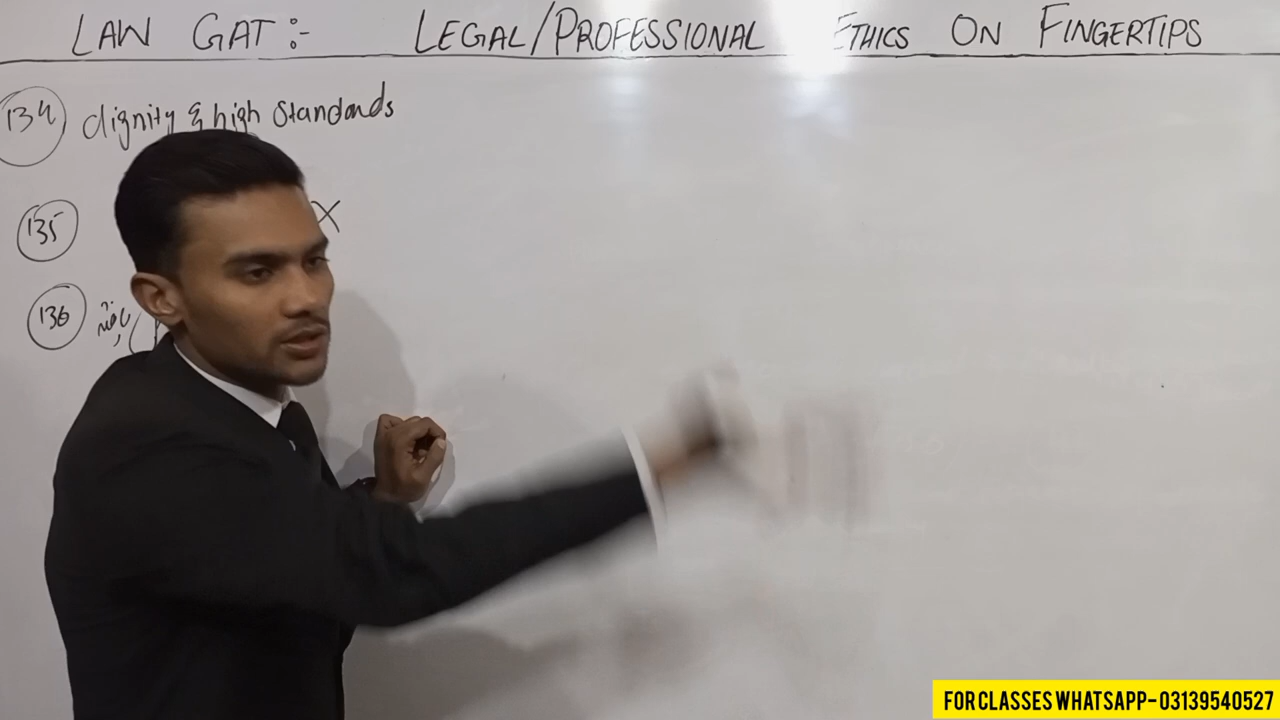 LAW GAT:- LEGAL/PROFESSIONAL ETHICS ON FINGERTIPS
134 dignity & high standards
135 X
136
FOR CLASSES WHATSAPP-03139540527